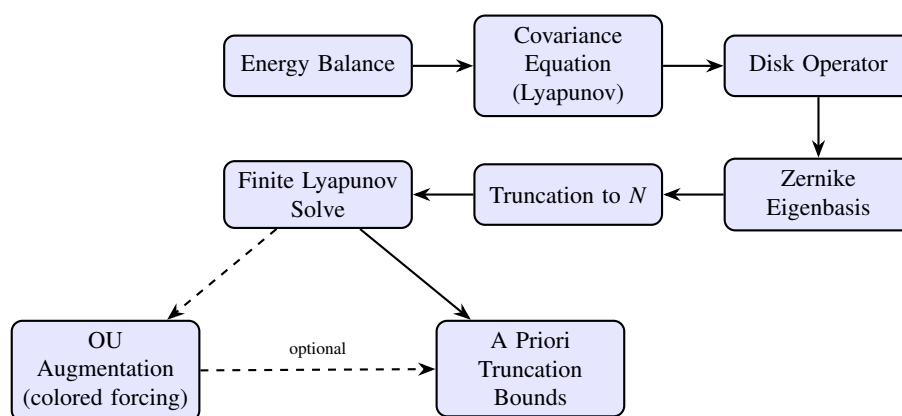 Energy Balance
Covariance
Equation
(Lyapunov)
Disk Operator
Finite Lyapunov
Solve
Truncation to N
Zernike
Eigenbasis
OU
Augmentation
(colored forcing)
optional
A Priori
Truncation
Bounds